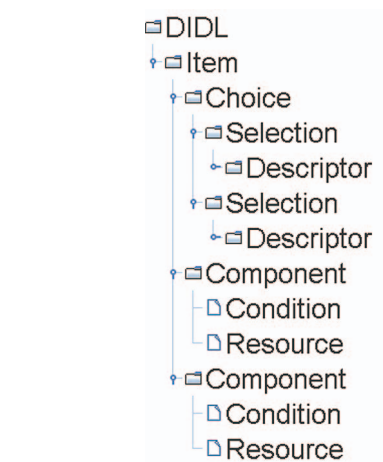 DIDL
Item
Choice
Selection
Descriptor
Selection
Descriptor
Component
Condition
Resource
Component
Condition
Resource